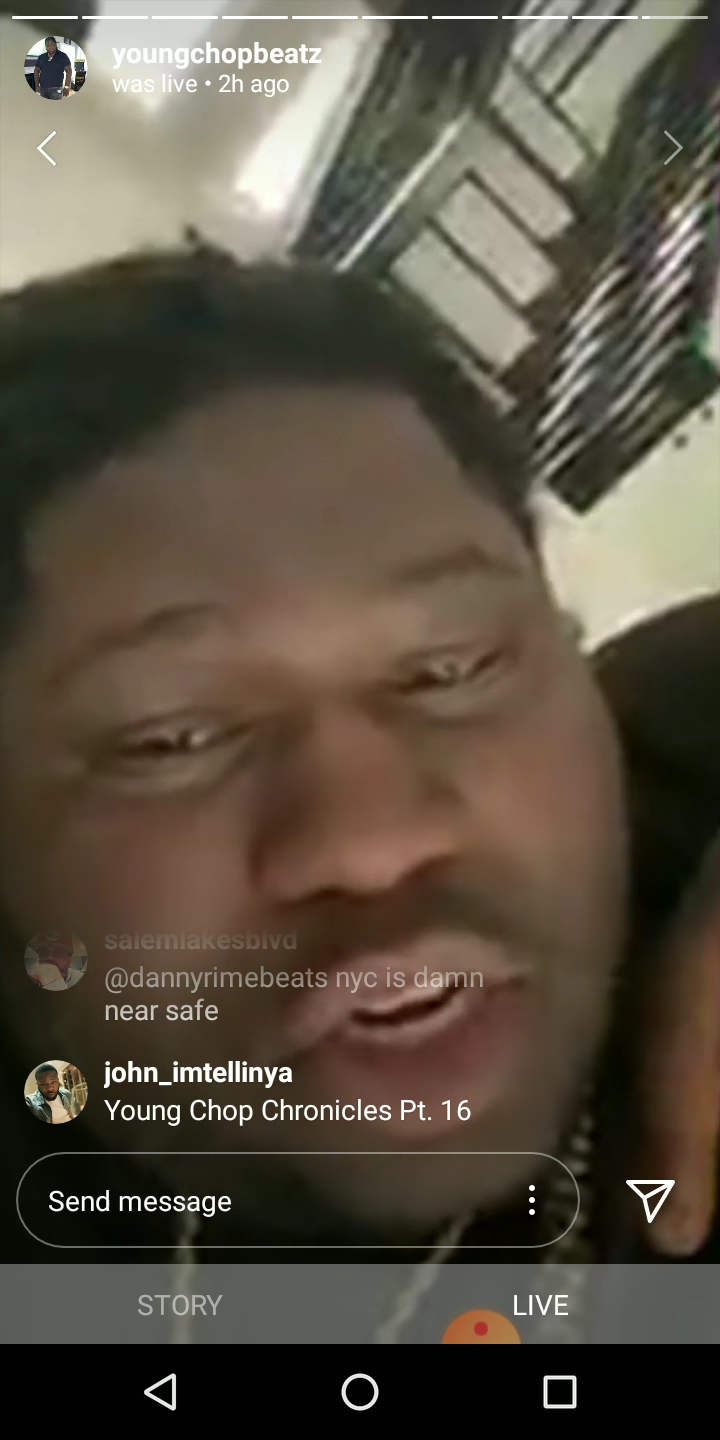 youngchopbeatz
was live • 2h ago
salemlakesblvd
@dannyrimebeats nyc is damn
near safe
john_imtellinya
Young Chop Chronicles Pt. 16
Send message
STORY LIVE